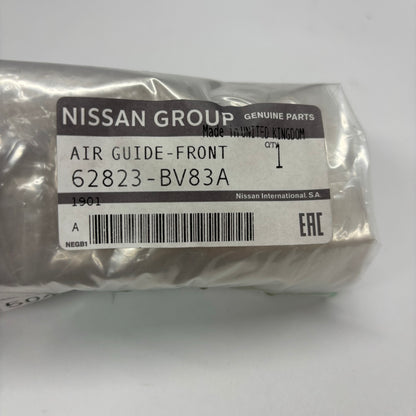 NISSAN GROUP GENUINE PARTS
Made in UNITED KINGDOM
AIR GUIDE-FRONT
QTY
1
62823-BV83A
Nissan International. S.A.
1901
A
NEGB1
EAC